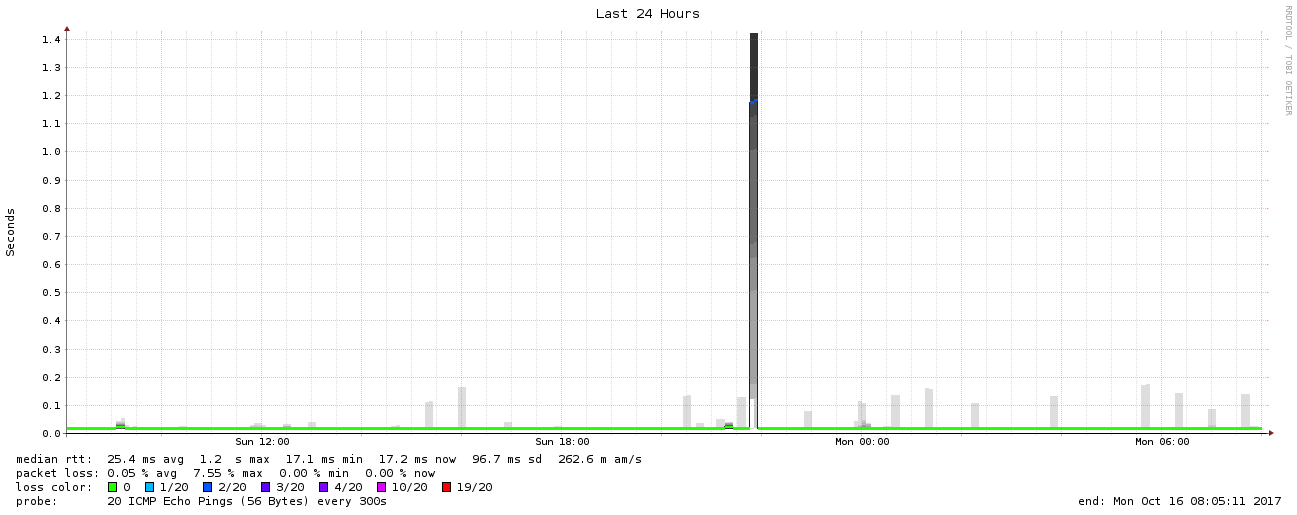 Last 24 Hours
RRDTOOL / TOBI OETIKER
Seconds
1.4
1.3
1.2
1.1
1.0
0.9
0.8
0.7
0.6
0.5
0.4
0.3
0.2
0.1
0.0
Sun 12:00 Sun 18:00 Mon 00:00 Mon 06:00
median rtt: 25.4 ms avg 1.2 s max 17.1 ms min 17.2 ms now 96.7 ms sd 262.6 m am/s
packet loss: 0.05 % avg 7.55 % max 0.00 % min 0.00 % now
loss color: 0 1/20 2/20 3/20 4/20 10/20 19/20
probe: 20 ICMP Echo Pings (56 Bytes) every 300s end: Mon Oct 16 08:05:11 2017